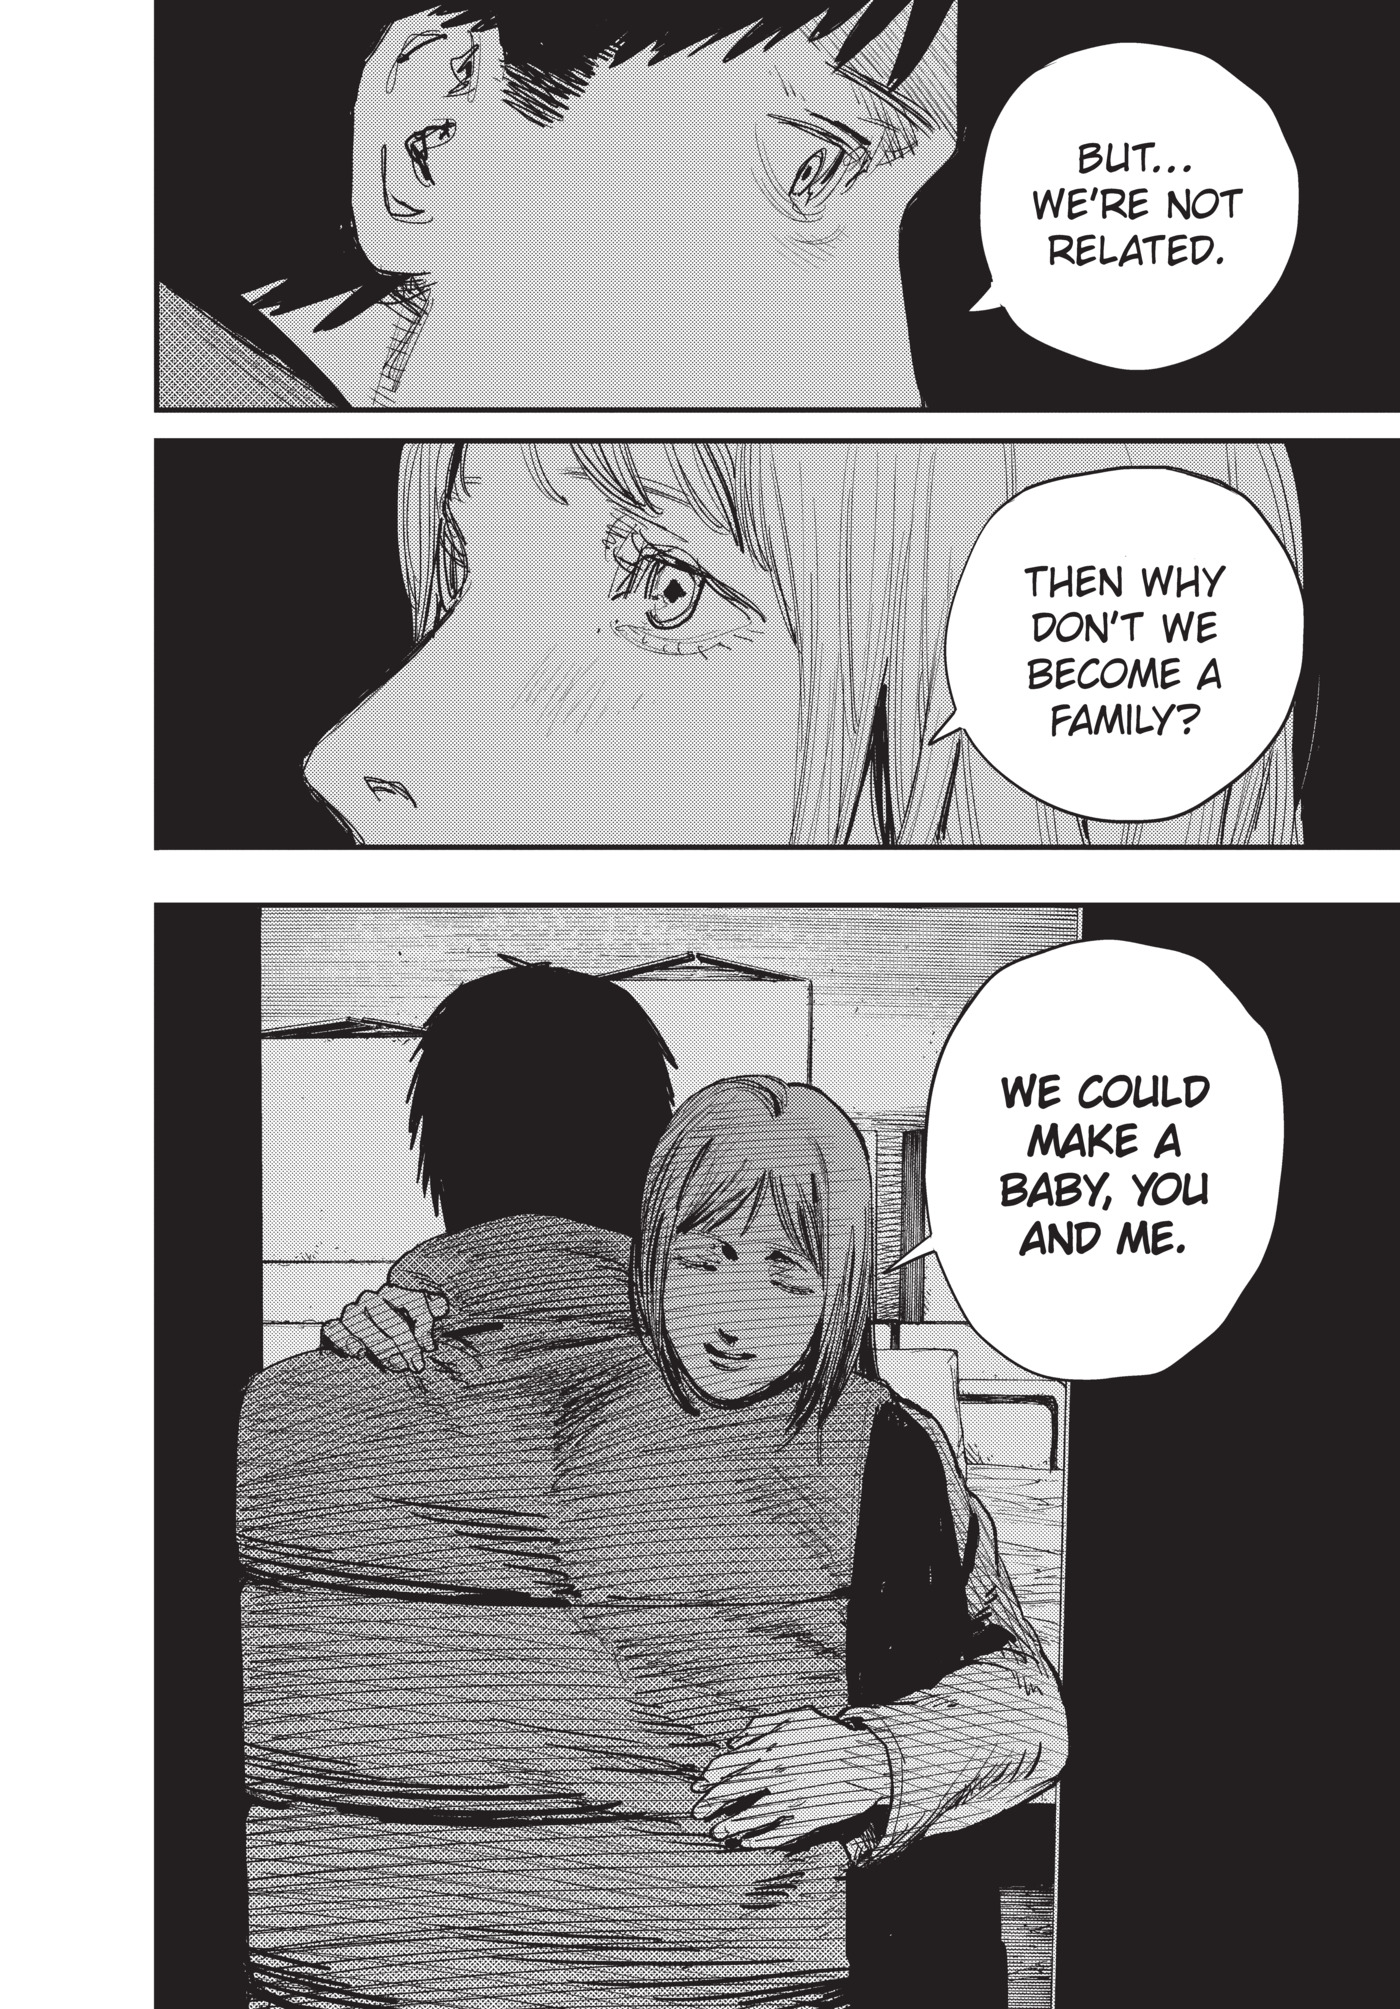 BUT...
WE'RE NOT
RELATED.
THEN WHY
DON'T WE
BECOME A
FAMILY?
WE COULD
MAKE A
BABY, YOU
AND ME.